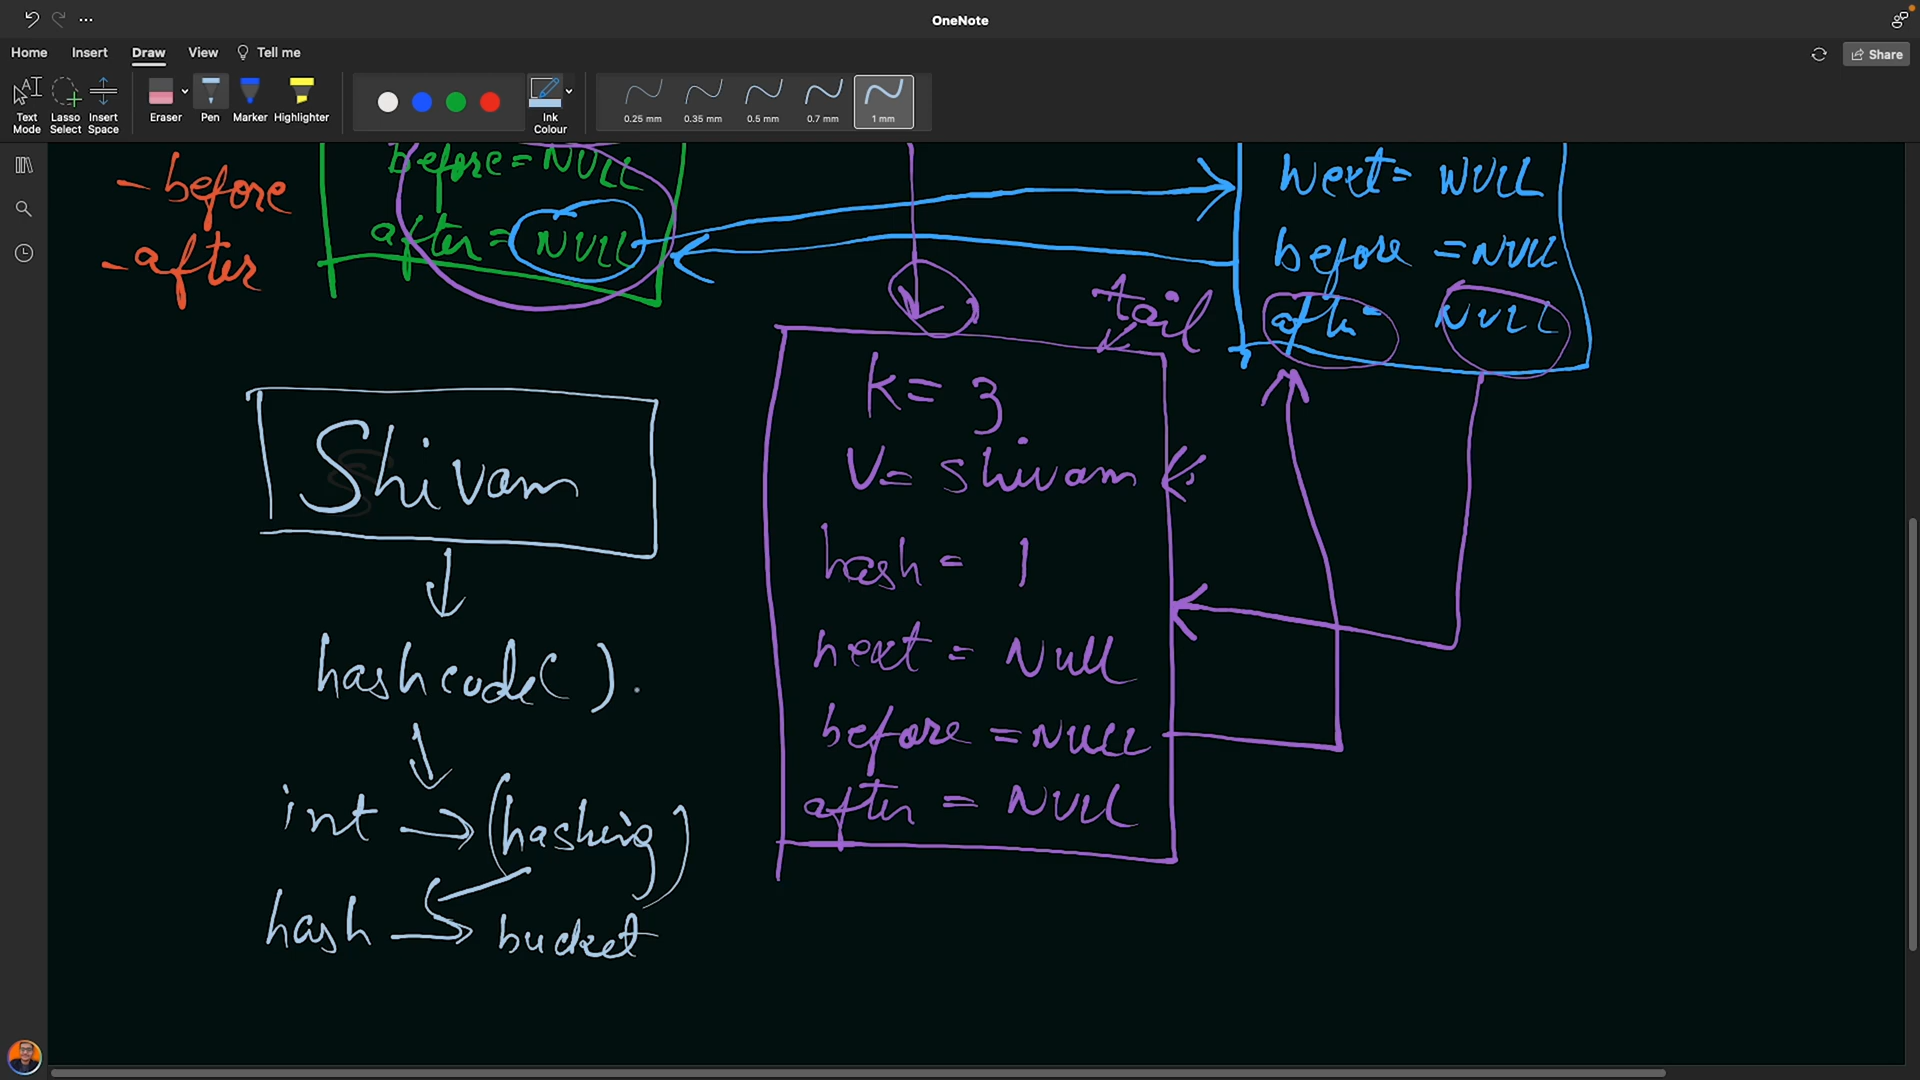 OneNote
Home Insert Draw View Tell me
Share
Text Mode
Lasso Select
Insert Space
Eraser
Pen
Marker
Highlighter
Ink Colour
0.25 mm
0.35 mm
0.5 mm
0.7 mm
1 mm
- before
- after
before = NULL
after = NULL
next = NULL
before = NULL
after = NULL
tail
k = 3
V = shivam
hash = 1
next = Null
before = NULL
after = NULL
Shivam
hashcode( ).
int → (hashing)
hash → bucket